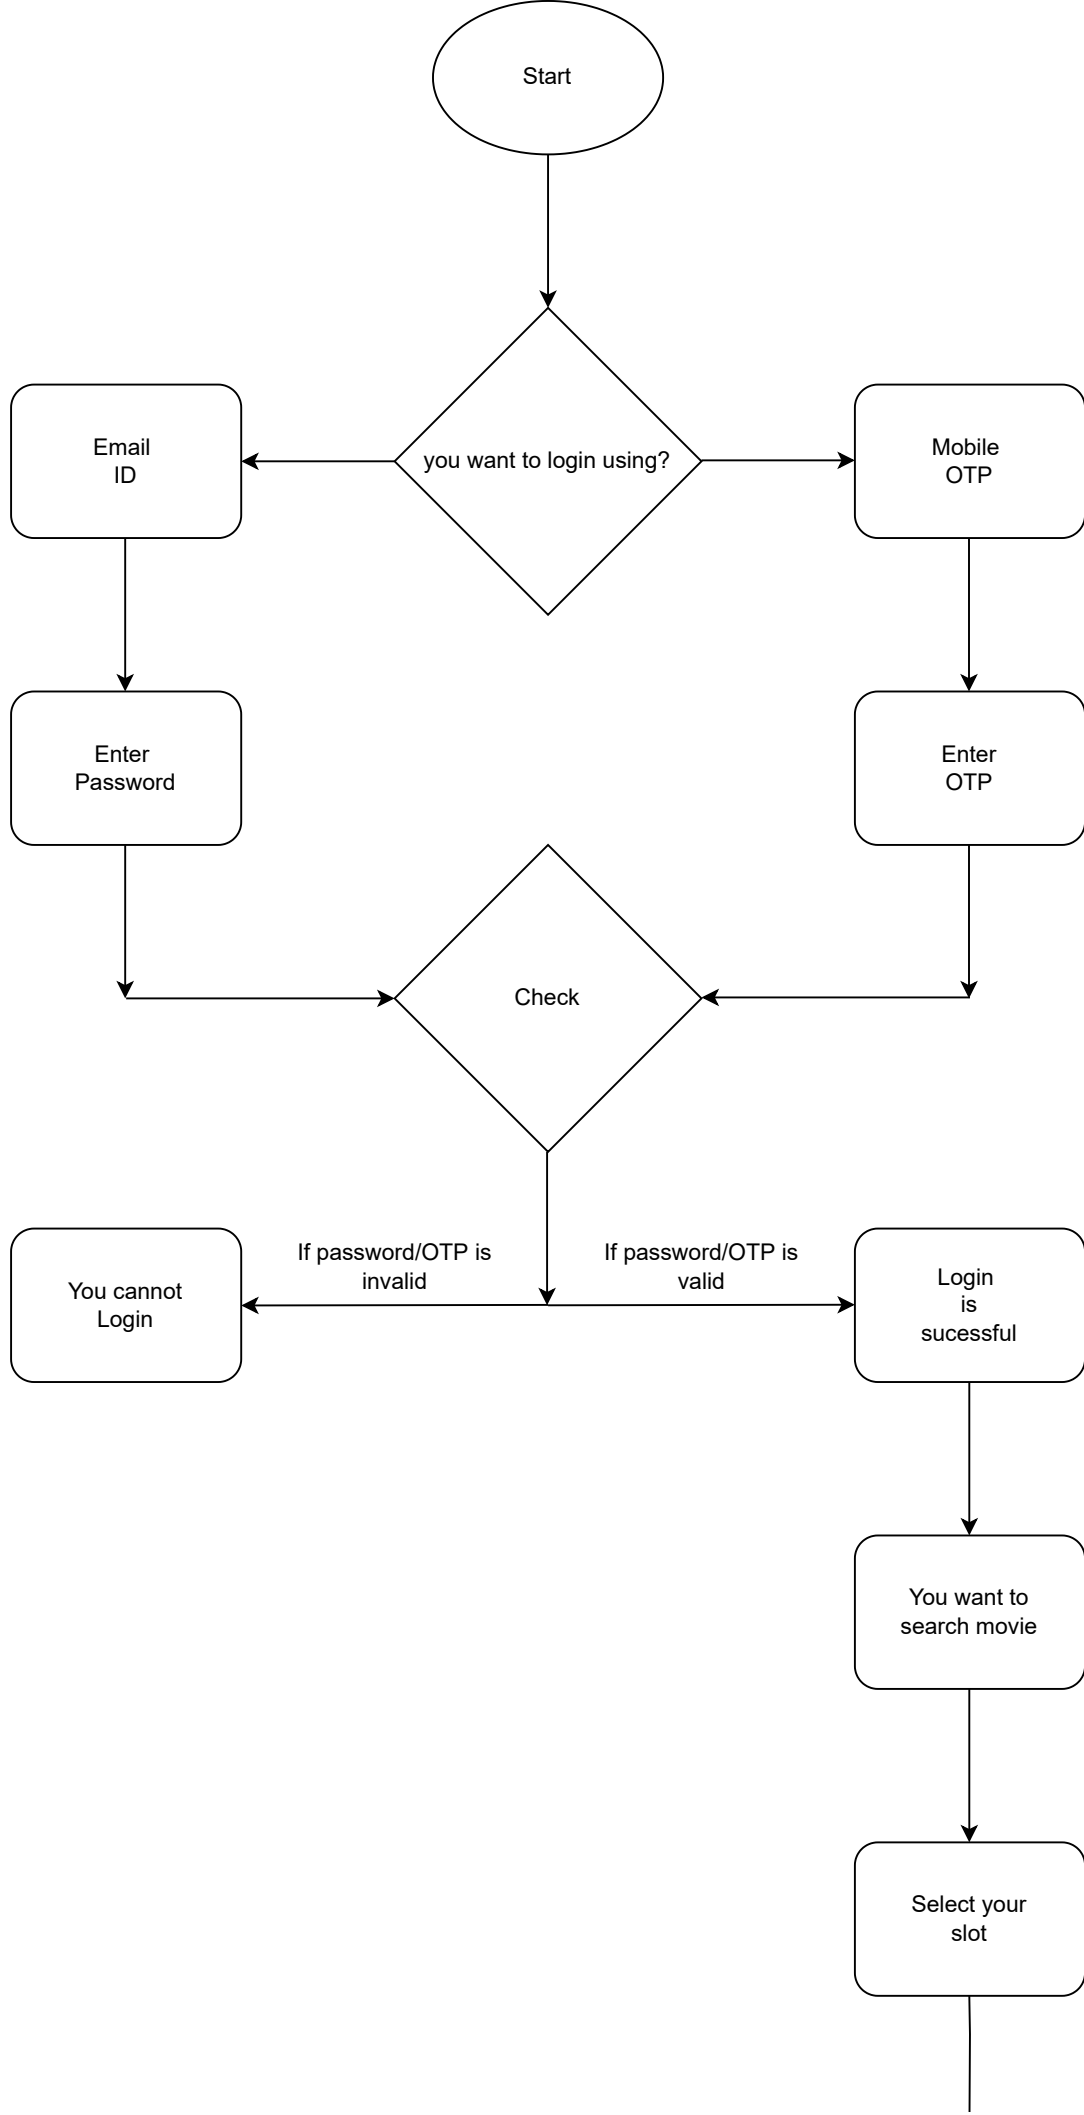 Start
you want to login using?
Email
ID
Mobile
OTP
Enter
Password
Enter
OTP
Check
If password/OTP is
invalid
If password/OTP is
valid
You cannot
Login
Login
is
sucessful
You want to
search movie
Select your
slot